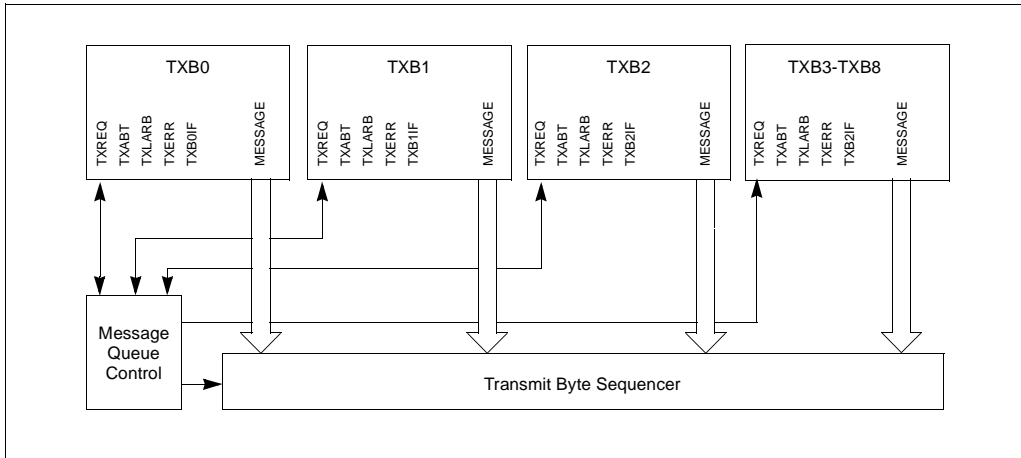 TXB0
TXREQ
TXABT
TXLARB
TXERR
TXB0IF
MESSAGE
TXB1
TXREQ
TXABT
TXLARB
TXERR
TXB1IF
MESSAGE
TXB2
TXREQ
TXABT
TXLARB
TXERR
TXB2IF
MESSAGE
TXB3-TXB8
TXREQ
TXABT
TXLARB
TXERR
TXB2IF
MESSAGE
Message
Queue
Control
Transmit Byte Sequencer